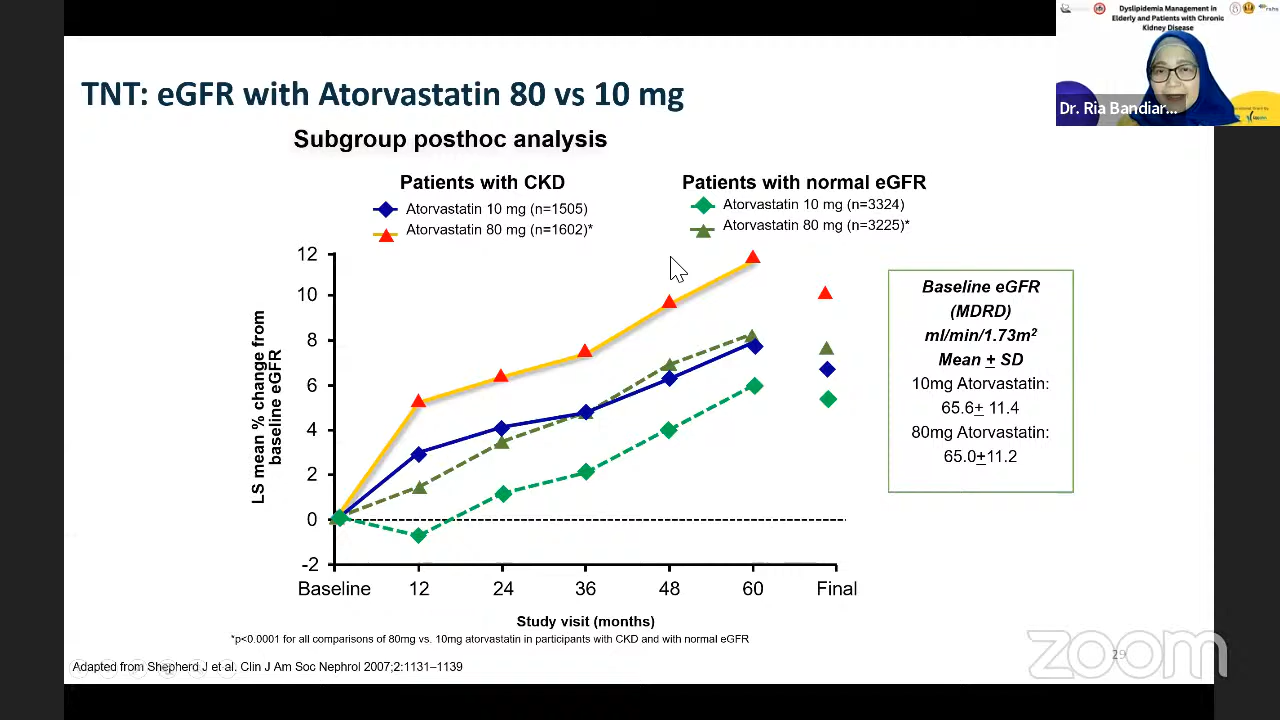 Dyslipidemia Management in
Elderly and Patients with Chronic
Kidney Disease
Dr. Ria Bandiar...
TNT: eGFR with Atorvastatin 80 vs 10 mg
Subgroup posthoc analysis
Patients with CKD
Atorvastatin 10 mg (n=1505)
Atorvastatin 80 mg (n=1602)*
Patients with normal eGFR
Atorvastatin 10 mg (n=3324)
Atorvastatin 80 mg (n=3225)*
LS mean % change from
baseline eGFR
12
10
8
6
4
2
0
-2
Baseline 12 24 36 48 60 Final
Study visit (months)
Baseline eGFR
(MDRD)
ml/min/1.73m²
Mean ± SD
10mg Atorvastatin:
65.6± 11.4
80mg Atorvastatin:
65.0±11.2
*p<0.0001 for all comparisons of 80mg vs. 10mg atorvastatin in participants with CKD and with normal eGFR
Adapted from Shepherd J et al. Clin J Am Soc Nephrol 2007;2:1131–1139
29
zoom